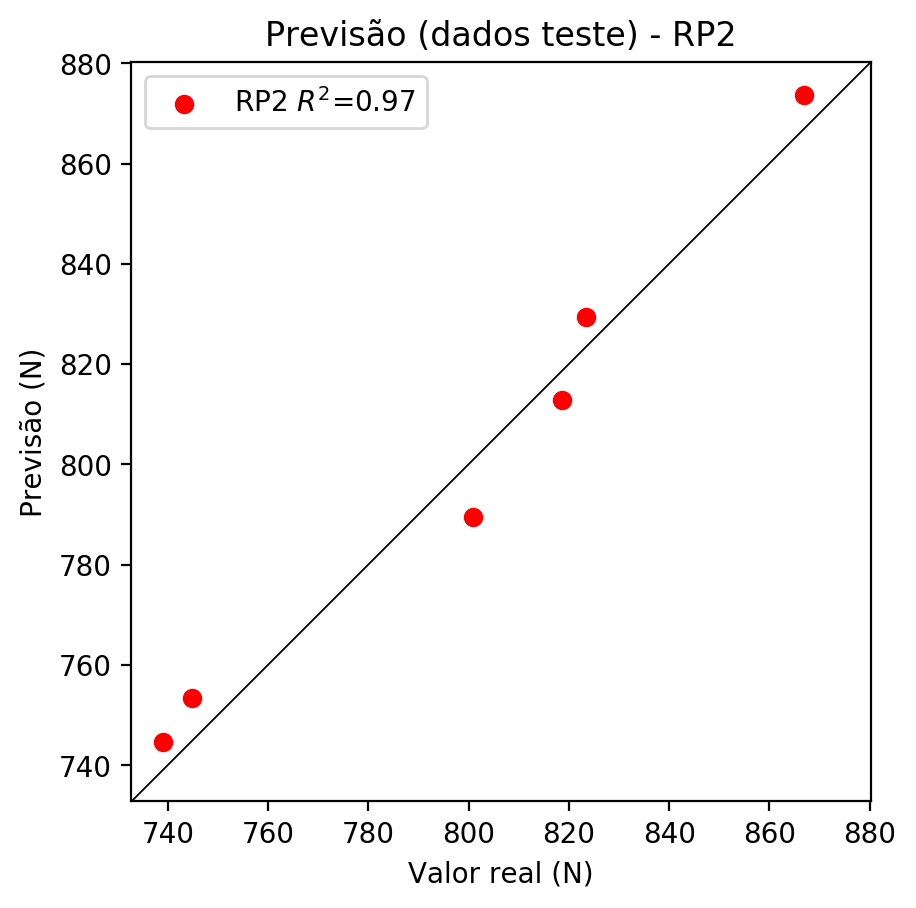 Previsão (dados teste) - RP2
RP2 R²=0.97
880
860
840
820
800
780
760
740
Previsão (N)
740 760 780 800 820 840 860 880
Valor real (N)